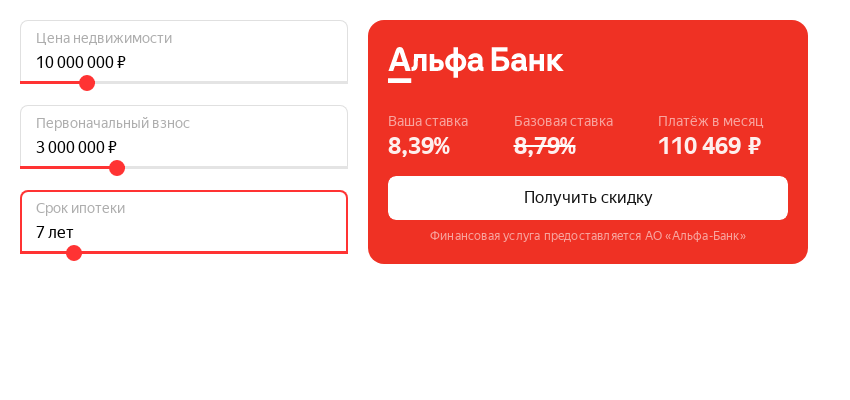 Цена недвижимости
10 000 000 ₽
Первоначальный взнос
3 000 000 ₽
Срок ипотеки
7 лет
Альфа Банк
Ваша ставка
8,39%
Базовая ставка
8,79%
Платёж в месяц
110 469 ₽
Получить скидку
Финансовая услуга предоставляется АО «Альфа-Банк»